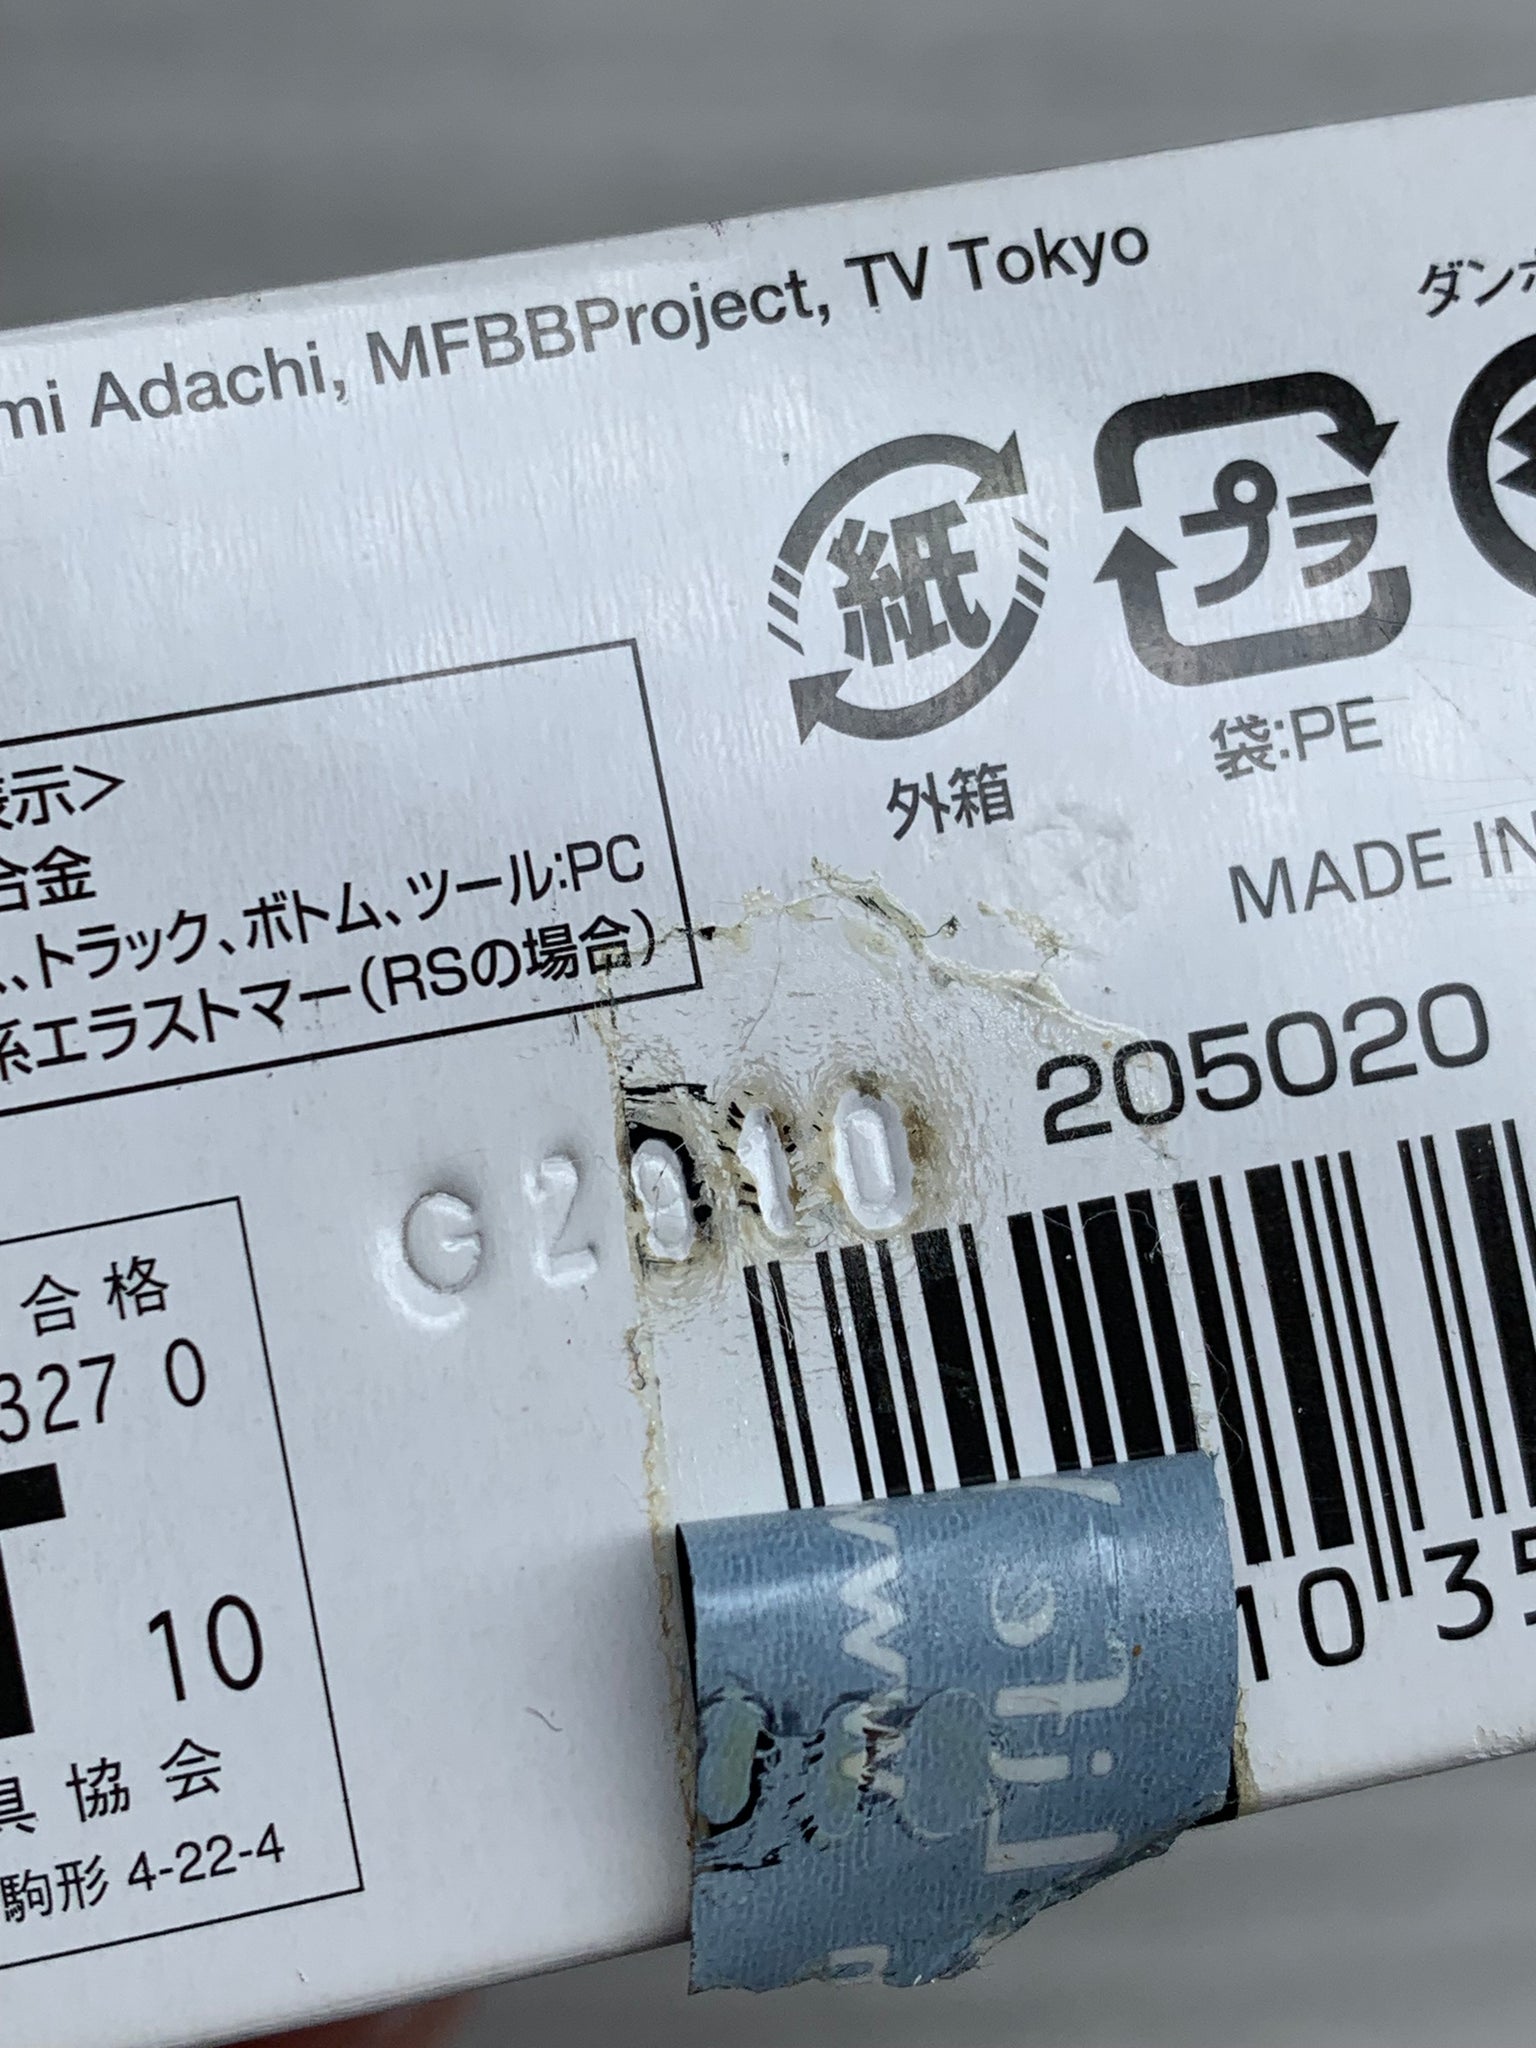 mi Adachi, MFBBProject, TV Tokyo
ダンボ
紙
プラ
外箱
袋:PE
表示>
合金
、トラック、ボトム、ツール:PC
系エラストマー(RSの場合)
MADE IN
205020
G2010
合格
327 0
T
10
具協会
駒形 4-22-4
10 35